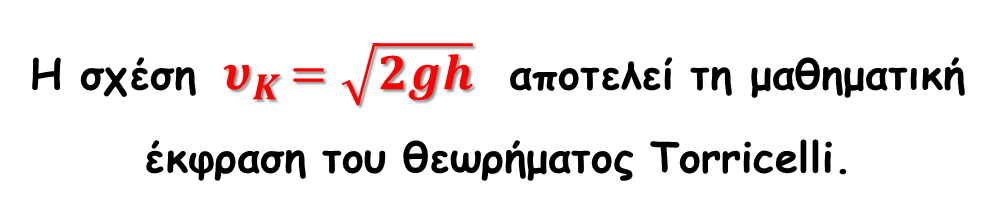 Η σχέση υ_K = √2gh αποτελεί τη μαθηματική
έκφραση του θεωρήματος Torricelli.